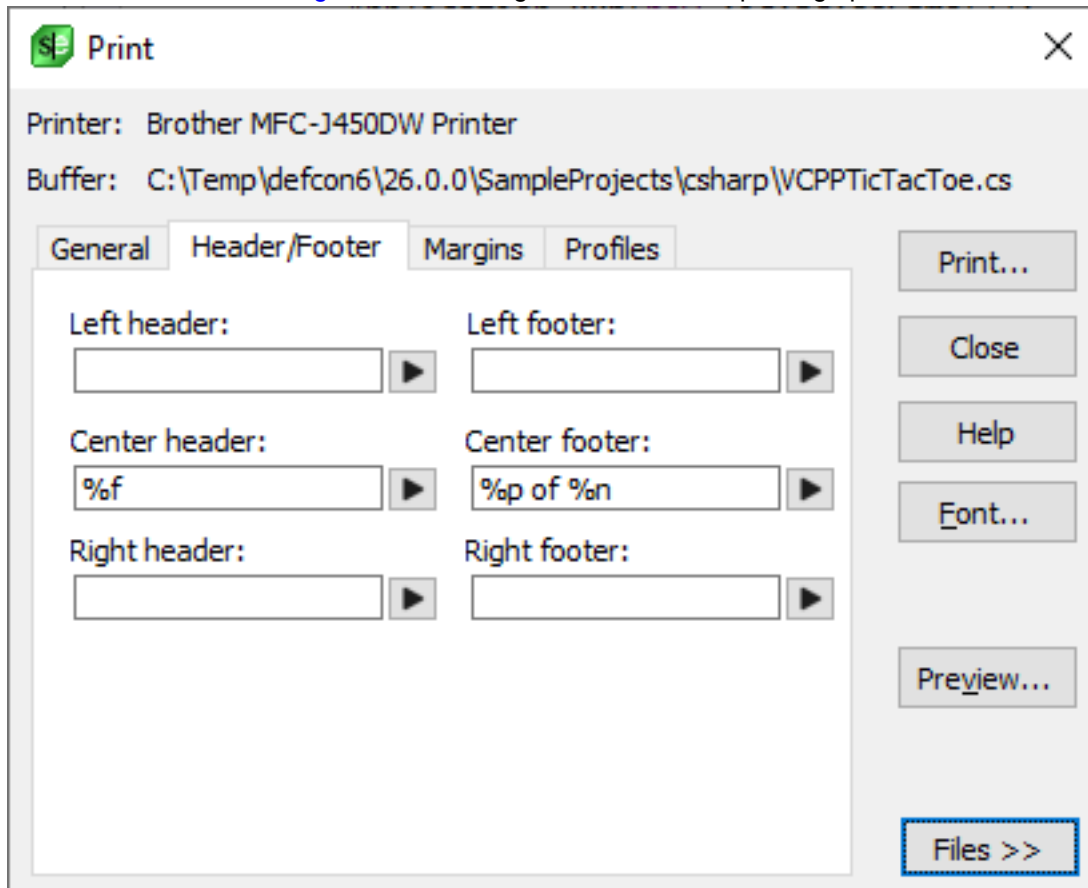 Print
Printer: Brother MFC-J450DW Printer
Buffer: C:\Temp\defcon6\26.0.0\SampleProjects\csharp\VCPPTicTacToe.cs
General Header/Footer Margins Profiles
Print...
Left header: Left footer:
Close
Center header: Center footer:
Help
%f %p of %n
Font...
Right header: Right footer:
Preview...
Files >>